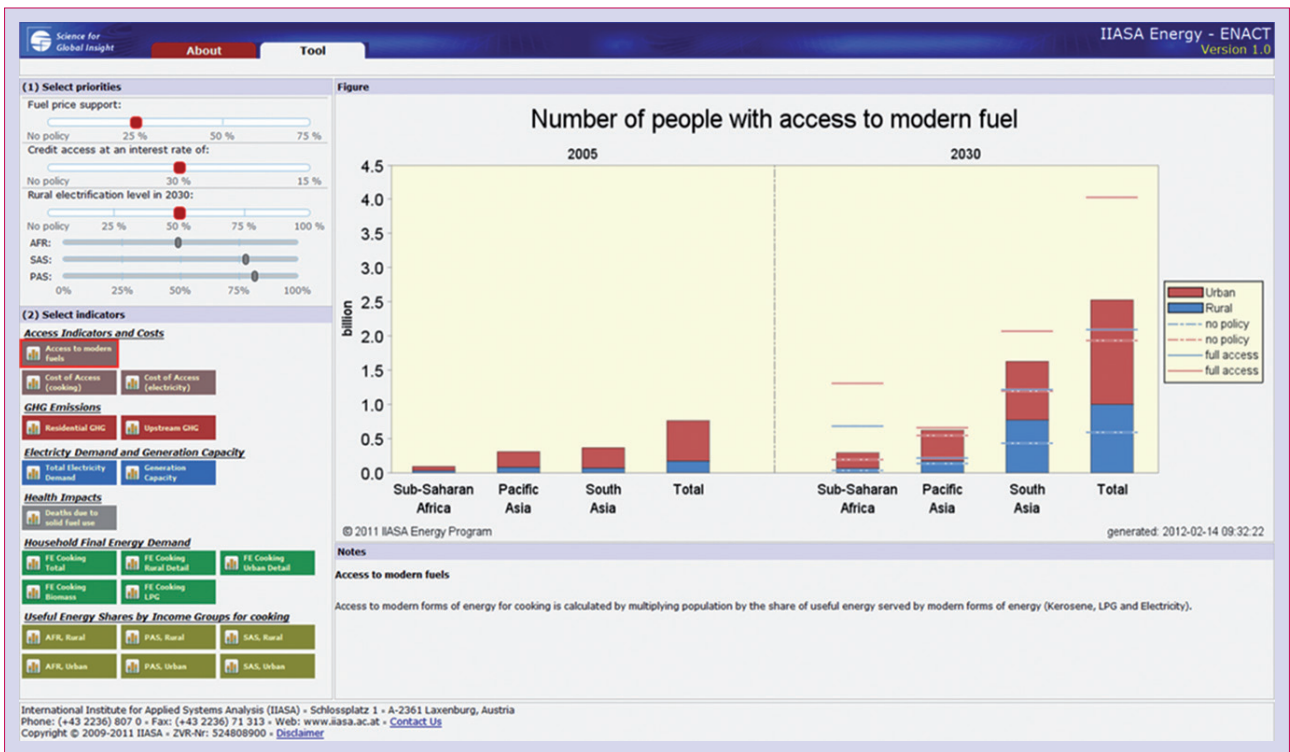 Science for
Global Insight
About
Tool
IIASA Energy - ENACT
Version 1.0
(1) Select priorities
Fuel price support:
No policy 25 % 50 % 75 %
Credit access at an interest rate of:
No policy 30 % 15 %
Rural electrification level in 2030:
No policy 25 % 50 % 75 % 100 %
AFR:
SAS:
PAS:
0% 25% 50% 75% 100%
(2) Select indicators
Access Indicators and Costs
Access to modern
fuels
Cost of Access
(cooking)
Cost of Access
(electricity)
GHG Emissions
Residential GHG
Upstream GHG
Electricty Demand and Generation Capacity
Total Electricity
Demand
Generation
Capacity
Health Impacts
Deaths due to
solid fuel use
Household Final Energy Demand
FE Cooking
Total
FE Cooking
Rural Detail
FE Cooking
Urban Detail
FE Cooking
Biomass
FE Cooking
LPG
Useful Energy Shares by Income Groups for cooking
AFR, Rural
PAS, Rural
SAS, Rural
AFR, Urban
PAS, Urban
SAS, Urban
Figure
Number of people with access to modern fuel
2005 2030
billion
4.5
4.0
3.5
3.0
2.5
2.0
1.5
1.0
0.5
0.0
Sub-Saharan
Africa
Pacific
Asia
South
Asia
Total
Sub-Saharan
Africa
Pacific
Asia
South
Asia
Total
Urban
Rural
no policy
no policy
full access
full access
© 2011 IIASA Energy Program
generated: 2012-02-14 09:32:22
Notes
Access to modern fuels
Access to modern forms of energy for cooking is calculated by multiplying population by the share of useful energy served by modern forms of energy (Kerosene, LPG and Electricity).
International Institute for Applied Systems Analysis (IIASA) • Schlossplatz 1 • A-2361 Laxenburg, Austria
Phone: (+43 2236) 807 0 • Fax: (+43 2236) 71 313 • Web: www.iiasa.ac.at • Contact Us
Copyright © 2009-2011 IIASA • ZVR-Nr: 524808900 • Disclaimer